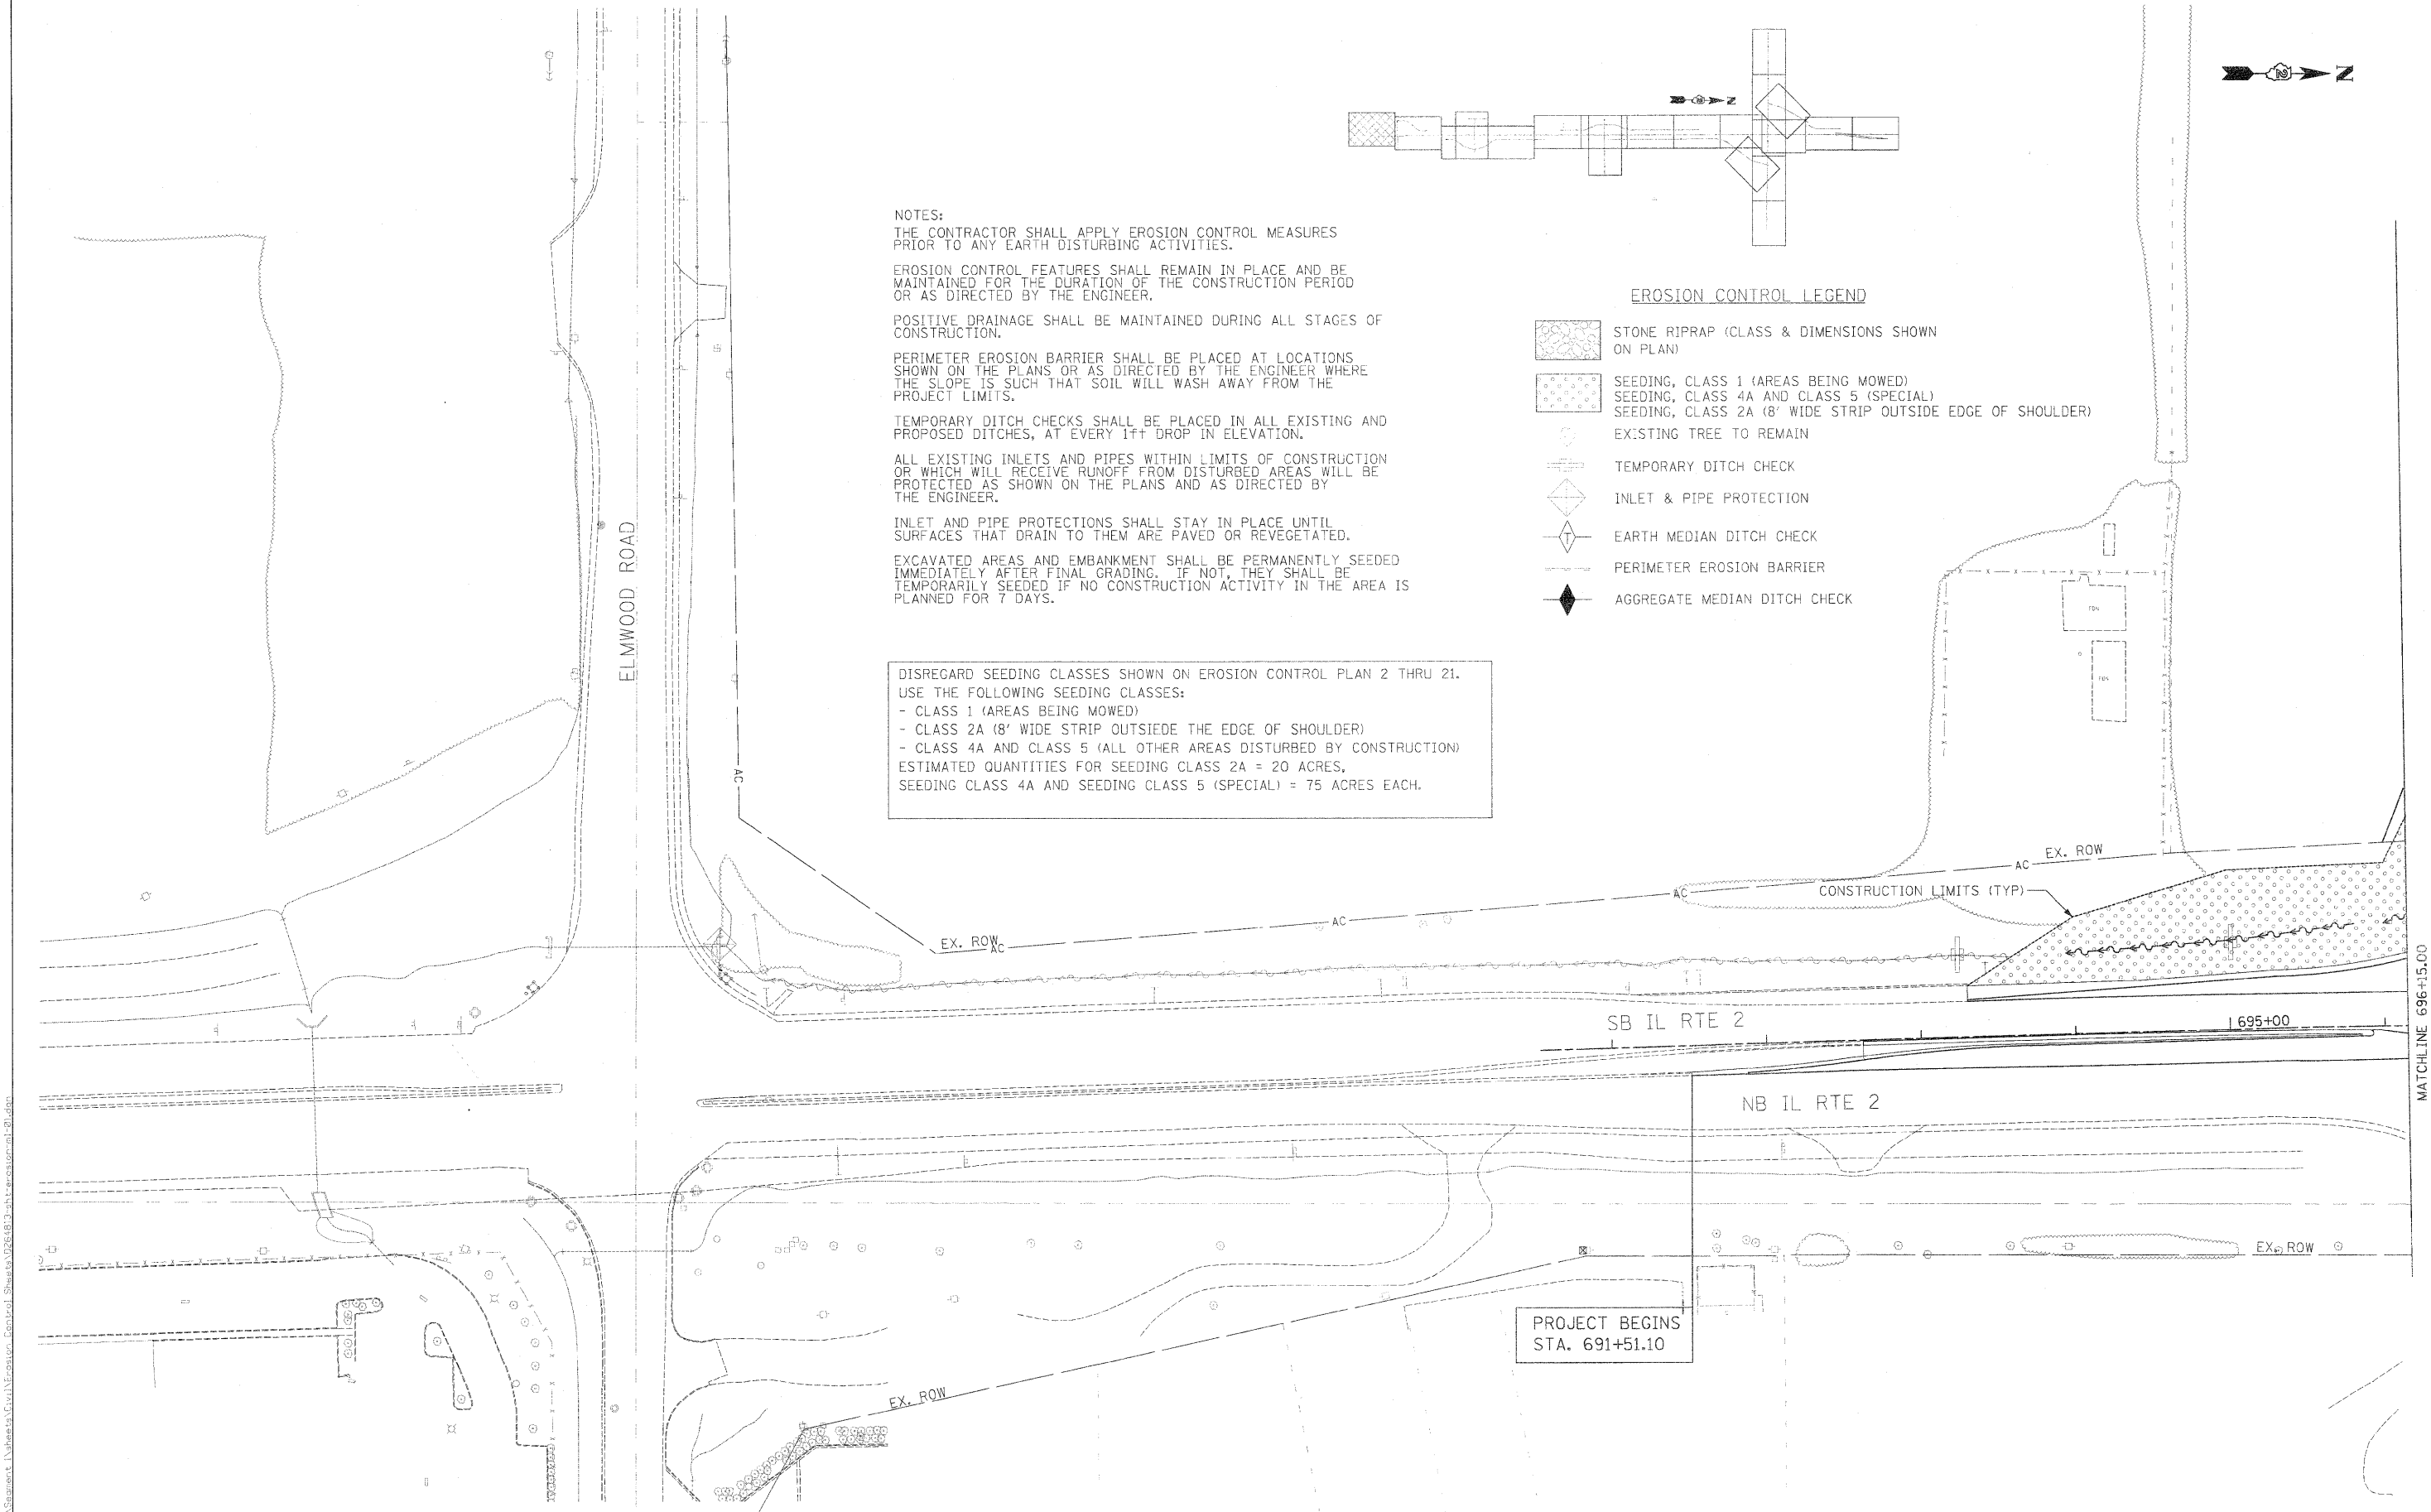 N
2
NOTES:
THE CONTRACTOR SHALL APPLY EROSION CONTROL MEASURES
PRIOR TO ANY EARTH DISTURBING ACTIVITIES.
EROSION CONTROL FEATURES SHALL REMAIN IN PLACE AND BE
MAINTAINED FOR THE DURATION OF THE CONSTRUCTION PERIOD
OR AS DIRECTED BY THE ENGINEER.
POSITIVE DRAINAGE SHALL BE MAINTAINED DURING ALL STAGES OF
CONSTRUCTION.
PERIMETER EROSION BARRIER SHALL BE PLACED AT LOCATIONS
SHOWN ON THE PLANS OR AS DIRECTED BY THE ENGINEER WHERE
THE SLOPE IS SUCH THAT SOIL WILL WASH AWAY FROM THE
PROJECT LIMITS.
TEMPORARY DITCH CHECKS SHALL BE PLACED IN ALL EXISTING AND
PROPOSED DITCHES, AT EVERY 1ft DROP IN ELEVATION.
ALL EXISTING INLETS AND PIPES WITHIN LIMITS OF CONSTRUCTION
OR WHICH WILL RECEIVE RUNOFF FROM DISTURBED AREAS WILL BE
PROTECTED AS SHOWN ON THE PLANS AND AS DIRECTED BY
THE ENGINEER.
INLET AND PIPE PROTECTIONS SHALL STAY IN PLACE UNTIL
SURFACES THAT DRAIN TO THEM ARE PAVED OR REVEGETATED.
EXCAVATED AREAS AND EMBANKMENT SHALL BE PERMANENTLY SEEDED
IMMEDIATELY AFTER FINAL GRADING. IF NOT, THEY SHALL BE
TEMPORARILY SEEDED IF NO CONSTRUCTION ACTIVITY IN THE AREA IS
PLANNED FOR 7 DAYS.
EROSION CONTROL LEGEND
STONE RIPRAP (CLASS & DIMENSIONS SHOWN
ON PLAN)
SEEDING, CLASS 1 (AREAS BEING MOWED)
SEEDING, CLASS 4A AND CLASS 5 (SPECIAL)
SEEDING, CLASS 2A (8' WIDE STRIP OUTSIDE EDGE OF SHOULDER)
EXISTING TREE TO REMAIN
TEMPORARY DITCH CHECK
INLET & PIPE PROTECTION
T
EARTH MEDIAN DITCH CHECK
PERIMETER EROSION BARRIER
AGGREGATE MEDIAN DITCH CHECK
DISREGARD SEEDING CLASSES SHOWN ON EROSION CONTROL PLAN 2 THRU 21.
USE THE FOLLOWING SEEDING CLASSES:
- CLASS 1 (AREAS BEING MOWED)
- CLASS 2A (8' WIDE STRIP OUTSIEDE THE EDGE OF SHOULDER)
- CLASS 4A AND CLASS 5 (ALL OTHER AREAS DISTURBED BY CONSTRUCTION)
ESTIMATED QUANTITIES FOR SEEDING CLASS 2A = 20 ACRES,
SEEDING CLASS 4A AND SEEDING CLASS 5 (SPECIAL) = 75 ACRES EACH.
ELMWOOD ROAD
AC
FDN
FDN
EX. ROW
AC
CONSTRUCTION LIMITS (TYP)
AC
AC
EX. ROW
AC
SB IL RTE 2
695+00
MATCHLINE 696+15.00
NB IL RTE 2
EX. ROW
PROJECT BEGINS
STA. 691+51.10
EX. ROW